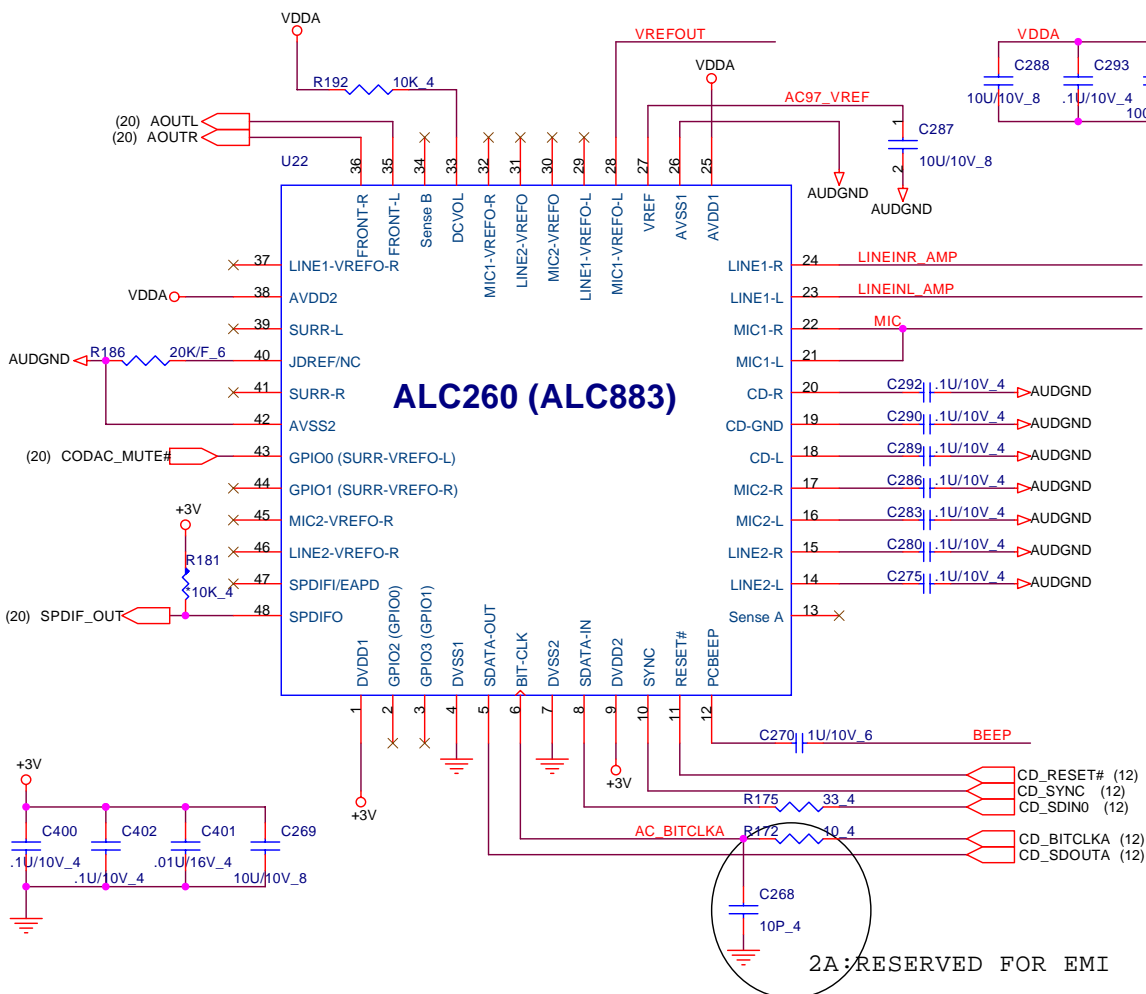 VDDA
VREFOUT
VDDA
R192
10K_4
VDDA
C288
C293
10U/10V_8
.1U/10V_4
AC97_VREF
(20) AOUTL
(20) AOUTR
1
C287
10U/10V_8
2
AUDGND
AUDGND
U22
36
35
34
33
32
31
30
29
28
27
26
25
FRONT-R
FRONT-L
Sense B
DCVOL
MIC1-VREFO-R
LINE2-VREFO
MIC2-VREFO
LINE1-VREFO-L
MIC1-VREFO-L
VREF
AVSS1
AVDD1
37 LINE1-VREFO-R
VDDA 38 AVDD2
39 SURR-L
AUDGND R186 20K/F_6 40 JDREF/NC
41 SURR-R
42 AVSS2
(20) CODAC_MUTE# 43 GPIO0 (SURR-VREFO-L)
44 GPIO1 (SURR-VREFO-R)
+3V
45 MIC2-VREFO-R
46 LINE2-VREFO-R
R181
*10K_4
47 SPDIFI/EAPD
(20) SPDIF_OUT 48 SPDIFO
ALC260 (ALC883)
LINE1-R 24 LINEINR_AMP
LINE1-L 23 LINEINL_AMP
MIC1-R 22 MIC
MIC1-L 21
CD-R 20 C292 .1U/10V_4 AUDGND
CD-GND 19 C290 .1U/10V_4 AUDGND
CD-L 18 C289 .1U/10V_4 AUDGND
MIC2-R 17 C286 .1U/10V_4 AUDGND
MIC2-L 16 C283 .1U/10V_4 AUDGND
LINE2-R 15 C280 .1U/10V_4 AUDGND
LINE2-L 14 C275 .1U/10V_4 AUDGND
Sense A 13
DVDD1
GPIO2 (GPIO0)
GPIO3 (GPIO1)
DVSS1
SDATA-OUT
BIT-CLK
DVSS2
SDATA-IN
DVDD2
SYNC
RESET#
PCBEEP
1
2
3
4
5
6
7
8
9
10
11
12
C270 1U/10V_6 BEEP
+3V
+3V
CD_RESET# (12)
CD_SYNC (12)
R175 33_4 CD_SDIN0 (12)
AC_BITCLKA R172 10_4 CD_BITCLKA (12)
CD_SDOUTA (12)
+3V
C400
C402
C401
C269
.1U/10V_4
.1U/10V_4
.01U/16V_4
10U/10V_8
C268
10P_4
2A:RESERVED FOR EMI